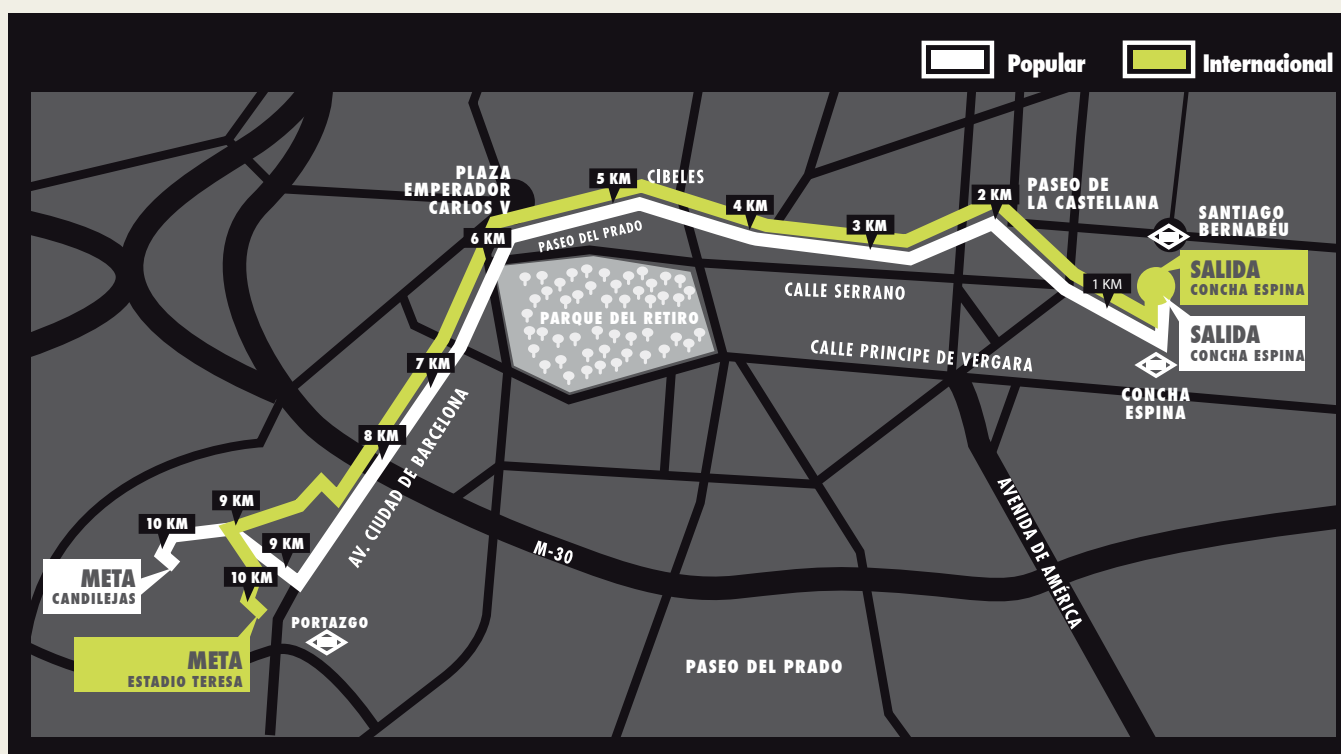 Popular
Internacional
PLAZA
EMPERADOR
CARLOS V
5 KM
CIBELES
4 KM
3 KM
2 KM
PASEO DE
LA CASTELLANA
SANTIAGO
BERNABÉU
6 KM
PASEO DEL PRADO
SALIDA
CONCHA ESPINA
1 KM
CALLE SERRANO
PARQUE DEL RETIRO
SALIDA
CONCHA ESPINA
CALLE PRINCIPE DE VERGARA
7 KM
CONCHA
ESPINA
8 KM
AV. CIUDAD DE BARCELONA
9 KM
10 KM
9 KM
M-30
AVENIDA DE AMÉRICA
META
CANDILEJAS
10 KM
PORTAZGO
META
ESTADIO TERESA
PASEO DEL PRADO